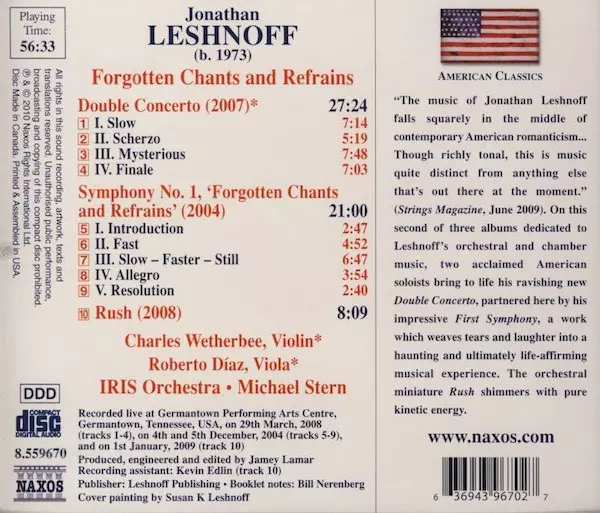 Playing
Time:
56:33
Jonathan
LESHNOFF
(b. 1973)
Forgotten Chants and Refrains
Double Concerto (2007)* 27:24
1 I. Slow 7:14
2 II. Scherzo 5:19
3 III. Mysterious 7:48
4 IV. Finale 7:03
Symphony No. 1, ‘Forgotten Chants
and Refrains’ (2004) 21:00
5 I. Introduction 2:47
6 II. Fast 4:52
7 III. Slow – Faster – Still 6:47
8 IV. Allegro 3:54
9 V. Resolution 2:40
10 Rush (2008) 8:09
Charles Wetherbee, Violin*
Roberto Díaz, Viola*
IRIS Orchestra • Michael Stern
Recorded live at Germantown Performing Arts Centre,
Germantown, Tennessee, USA, on 29th March, 2008
(tracks 1-4), on 4th and 5th December, 2004 (tracks 5-9),
and on 1st January, 2009 (track 10)
Produced, engineered and edited by Jamey Lamar
Recording assistant: Kevin Edlin (track 10)
Publisher: Leshnoff Publishing • Booklet notes: Bill Nerenberg
Cover painting by Susan K Leshnoff
All rights in this sound recording, artwork, texts and
translations reserved. Unauthorised public performance,
broadcasting and copying of this compact disc prohibited.
℗ & © 2010 Naxos Rights International Ltd.
Disc Made in Canada. Printed & Assembled in USA.
DDD
COMPACT
disc
DIGITAL AUDIO
8.559670
NAXOS
AMERICAN CLASSICS
“The music of Jonathan Leshnoff
falls squarely in the middle of
contemporary American romanticism...
Though richly tonal, this is music
quite distinct from anything else
that's out there at the moment.”
(Strings Magazine, June 2009). On this
second of three albums dedicated to
Leshnoff's orchestral and chamber
music, two acclaimed American
soloists bring to life his ravishing new
Double Concerto, partnered here by his
impressive First Symphony, a work
which weaves tears and laughter into a
haunting and ultimately life-affirming
musical experience. The orchestral
miniature Rush shimmers with pure
kinetic energy.
www.naxos.com
6 36943 96702 7